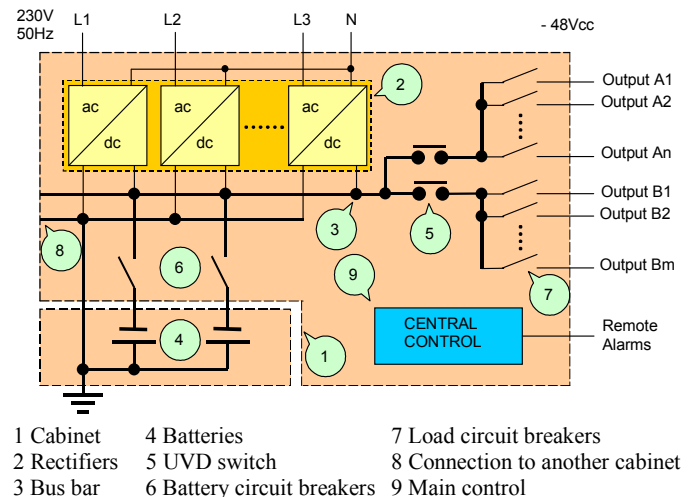 230V
50Hz
L1
L2
L3
N
- 48Vcc
ac
dc
ac
dc
ac
dc
2
Output A1
Output A2
Output An
Output B1
Output B2
Output Bm
3
5
8
6
9
7
4
1
CENTRAL
CONTROL
Remote
Alarms
1 Cabinet 4 Batteries 7 Load circuit breakers
2 Rectifiers 5 UVD switch 8 Connection to another cabinet
3 Bus bar 6 Battery circuit breakers 9 Main control